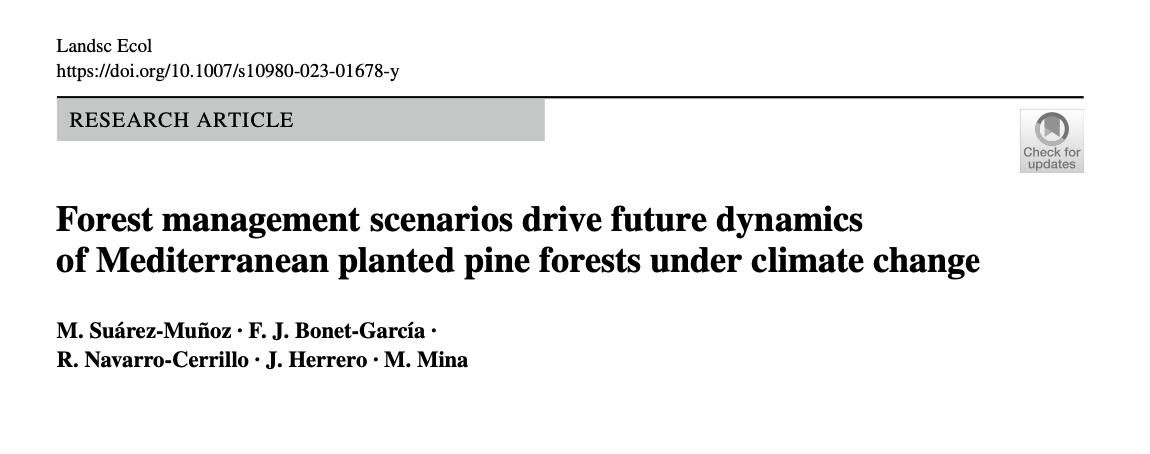 Landsc Ecol
https://doi.org/10.1007/s10980-023-01678-y
RESEARCH ARTICLE
Check for
updates
Forest management scenarios drive future dynamics
of Mediterranean planted pine forests under climate change
M. Suárez-Muñoz · F. J. Bonet-García ·
R. Navarro-Cerrillo · J. Herrero · M. Mina